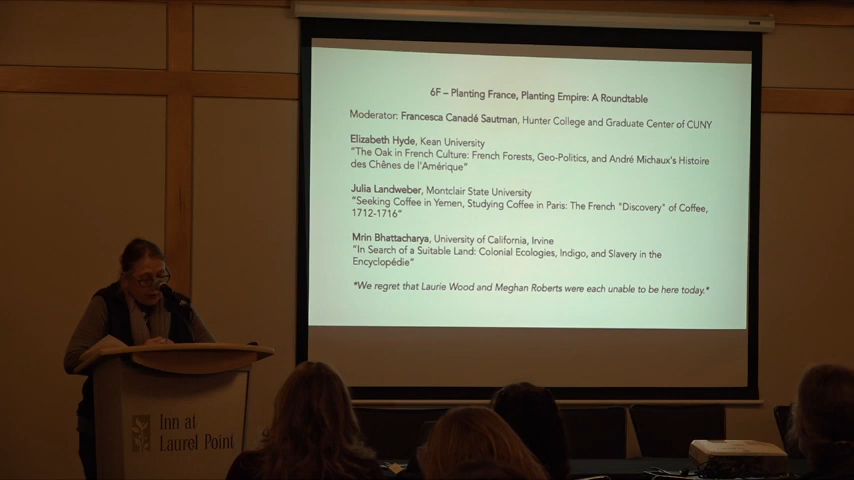 6F – Planting France, Planting Empire: A Roundtable
Moderator: Francesca Canadé Sautman, Hunter College and Graduate Center of CUNY
Elizabeth Hyde, Kean University
"The Oak in French Culture: French Forests, Geo-Politics, and André Michaux's Histoire
des Chênes de l'Amérique"
Julia Landweber, Montclair State University
"Seeking Coffee in Yemen, Studying Coffee in Paris: The French "Discovery" of Coffee,
1712-1716"
Mrin Bhattacharya, University of California, Irvine
"In Search of a Suitable Land: Colonial Ecologies, Indigo, and Slavery in the
Encyclopédie"
*We regret that Laurie Wood and Meghan Roberts were each unable to be here today.*
Inn at
Laurel Point